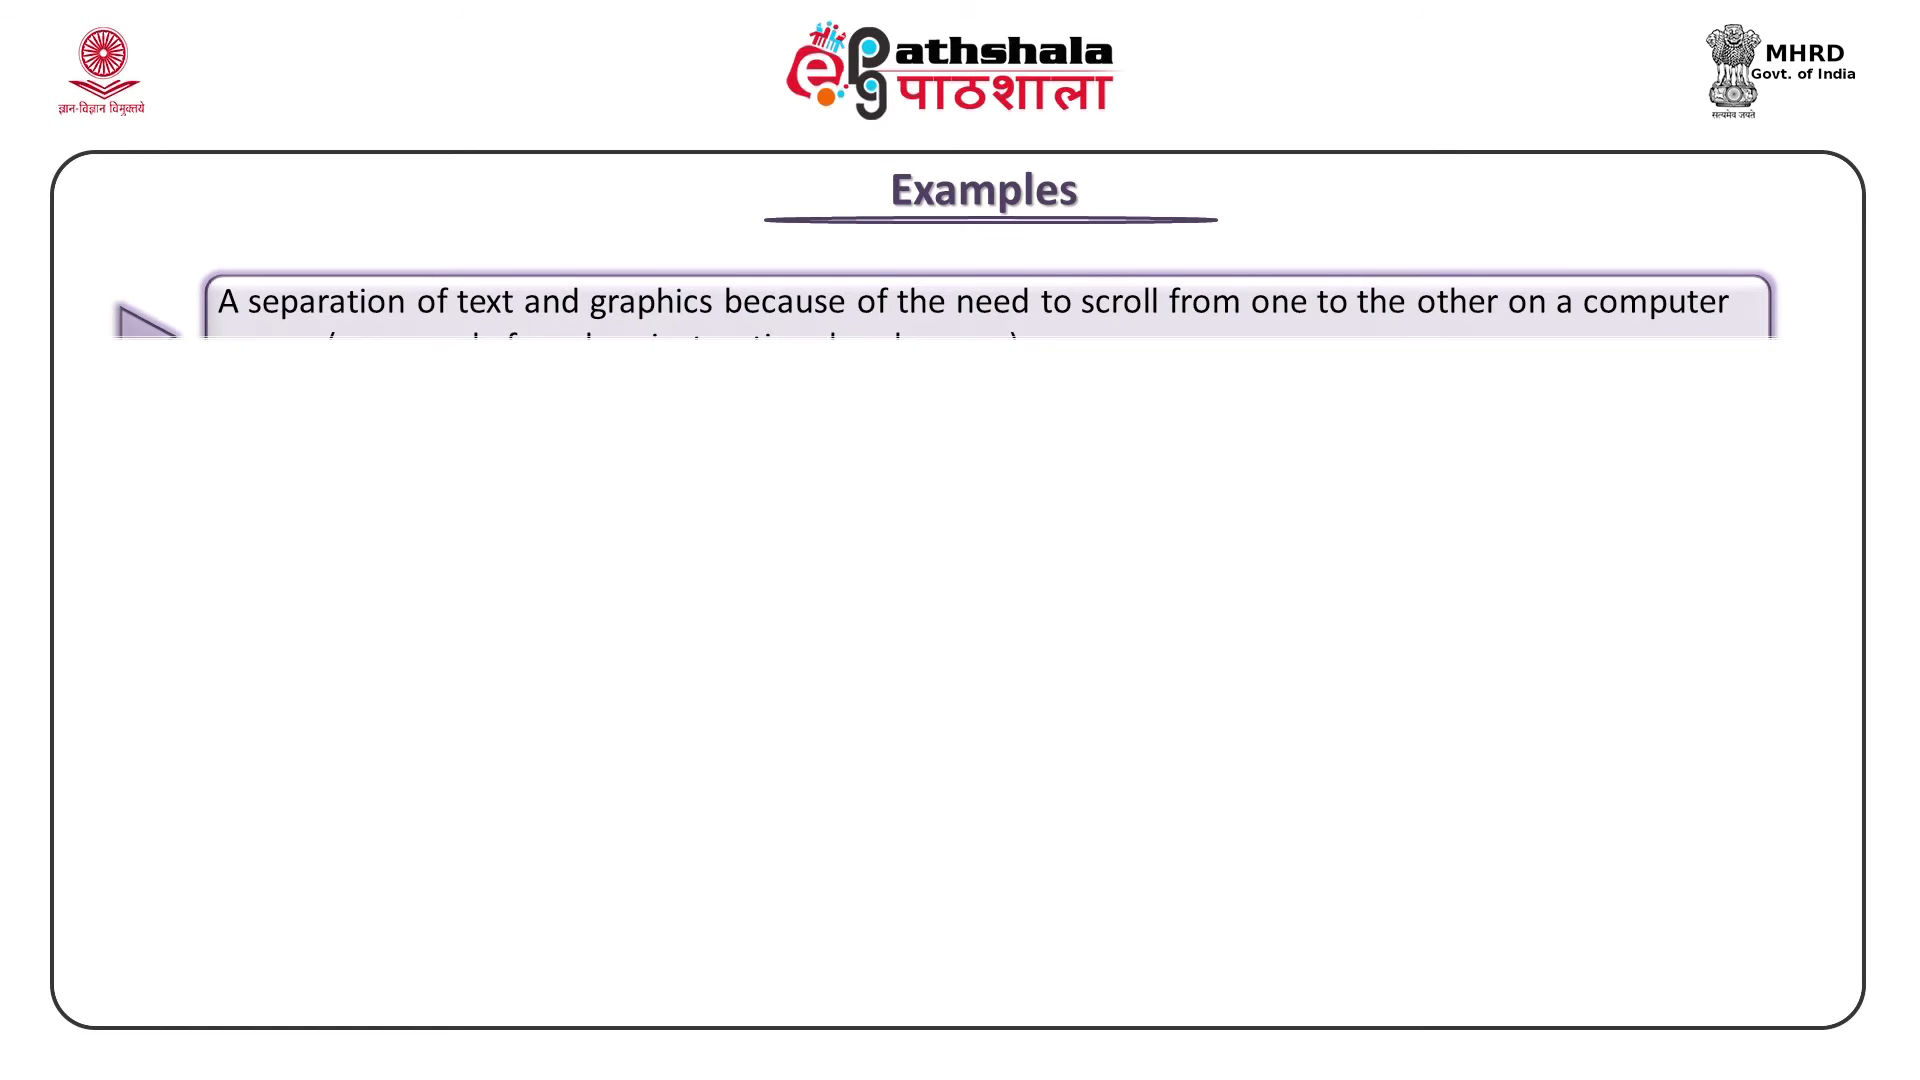 ज्ञान-विज्ञान विमुक्तये
ePathshala
पाठशाला
MHRD
Govt. of India
सत्यमेव जयते
Examples
A separation of text and graphics because of the need to scroll from one to the other on a computer